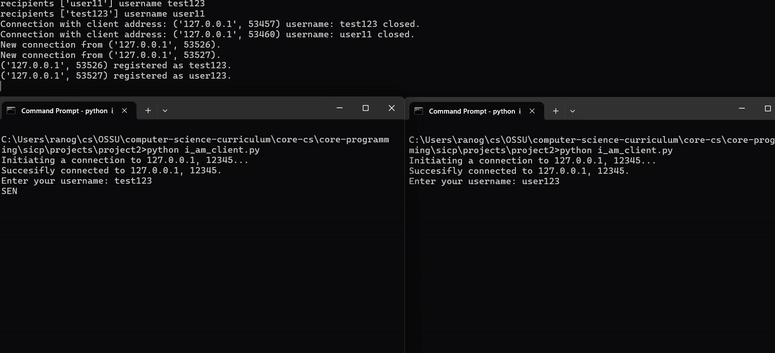 recipients ['user11'] username test123
recipients ['test123'] username user11
Connection with client address: ('127.0.0.1', 53457) username: test123 closed.
Connection with client address: ('127.0.0.1', 53460) username: user11 closed.
New connection from ('127.0.0.1', 53526).
New connection from ('127.0.0.1', 53527).
('127.0.0.1', 53526) registered as test123.
('127.0.0.1', 53527) registered as user123.
Command Prompt - python i
C:\Users\ranog\cs\OSSU\computer-science-curriculum\core-cs\core-programm
ing\sicp\projects\project2>python i_am_client.py
Initiating a connection to 127.0.0.1, 12345...
Succesifly connected to 127.0.0.1, 12345.
Enter your username: test123
SEN
Command Prompt - python i
C:\Users\ranog\cs\OSSU\computer-science-curriculum\core-cs\core-prog
ming\sicp\projects\project2>python i_am_client.py
Initiating a connection to 127.0.0.1, 12345...
Succesifly connected to 127.0.0.1, 12345.
Enter your username: user123